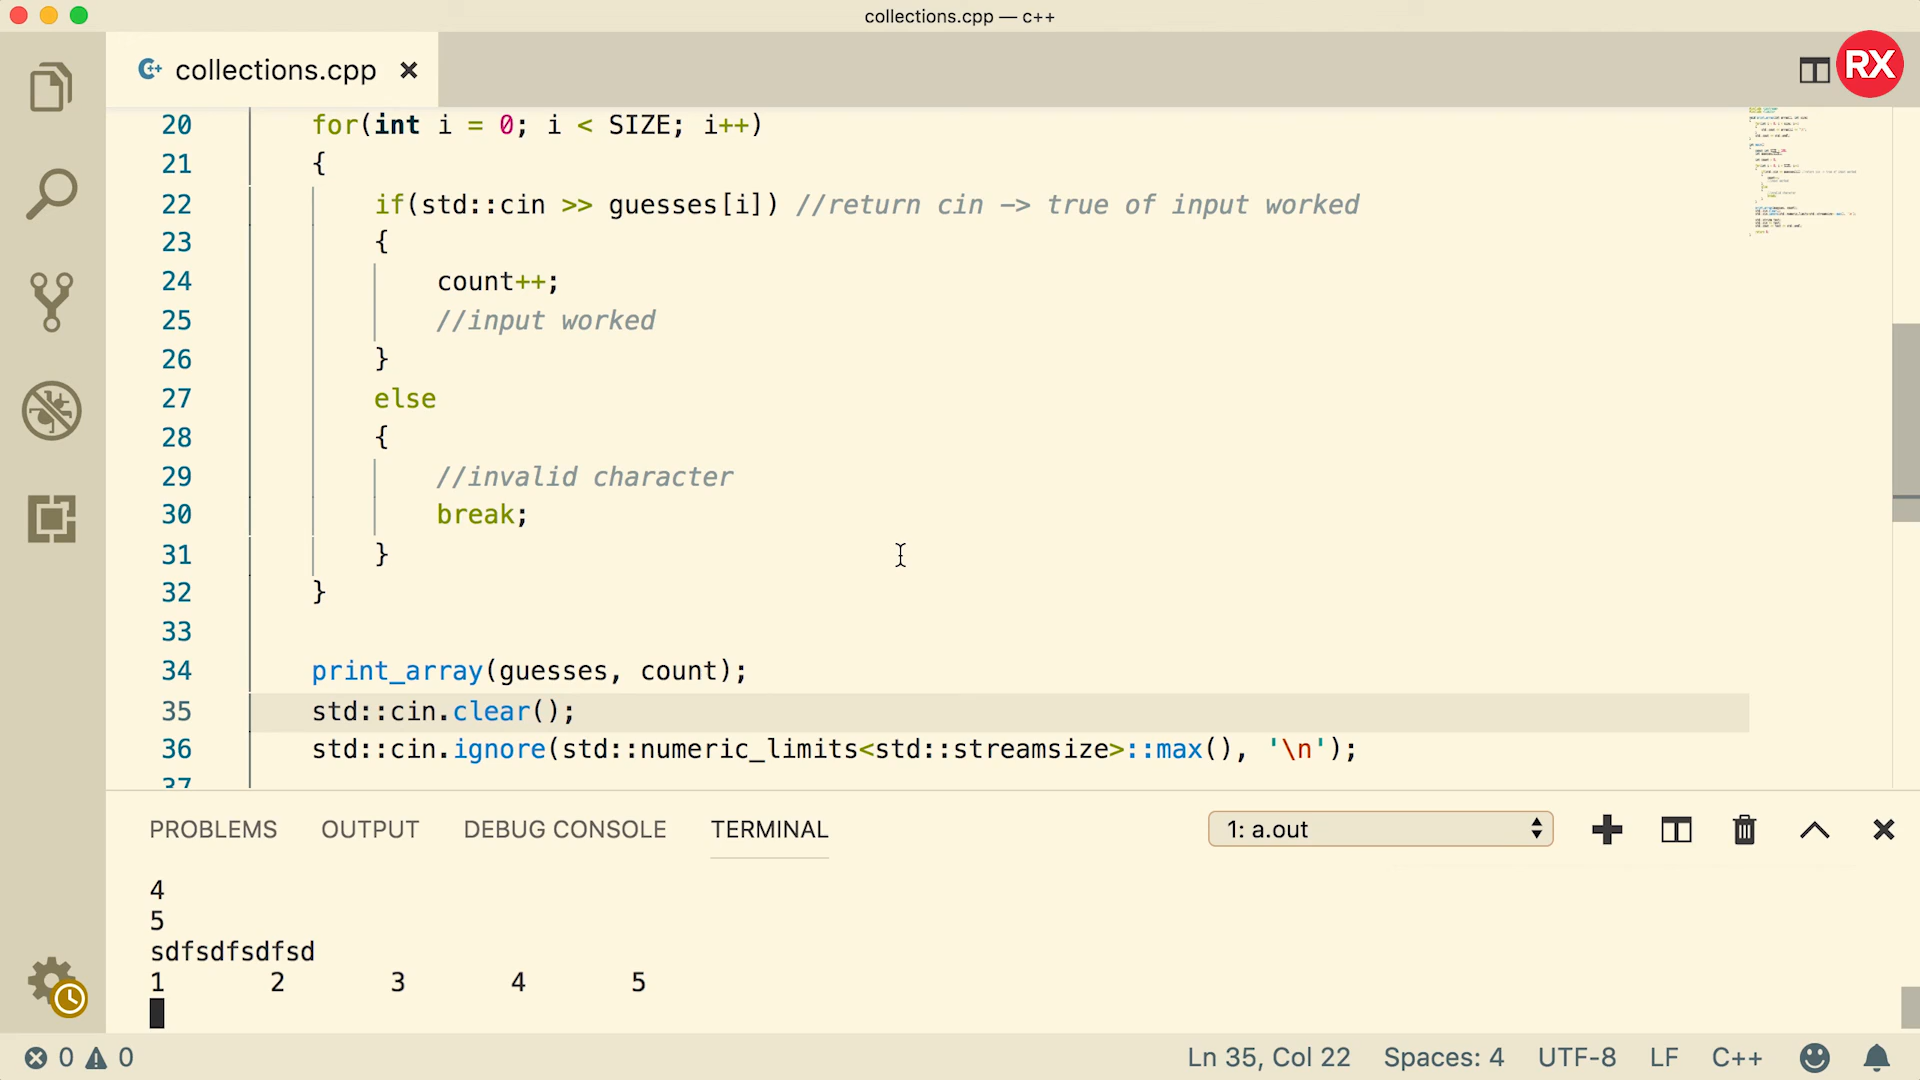 collections.cpp — c++
collections.cpp
RX
20 for(int i = 0; i < SIZE; i++)
21 {
22 if(std::cin >> guesses[i]) //return cin -> true of input worked
23 {
24 count++;
25 //input worked
26 }
27 else
28 {
29 //invalid character
30 break;
31 }
32 }
33
34 print_array(guesses, count);
35 std::cin.clear();
36 std::cin.ignore(std::numeric_limits<std::streamsize>::max(), '\n');
37
PROBLEMS OUTPUT DEBUG CONSOLE TERMINAL 1: a.out
4
5
sdfsdfsdfsd
1 2 3 4 5
0 0 Ln 35, Col 22 Spaces: 4 UTF-8 LF C++